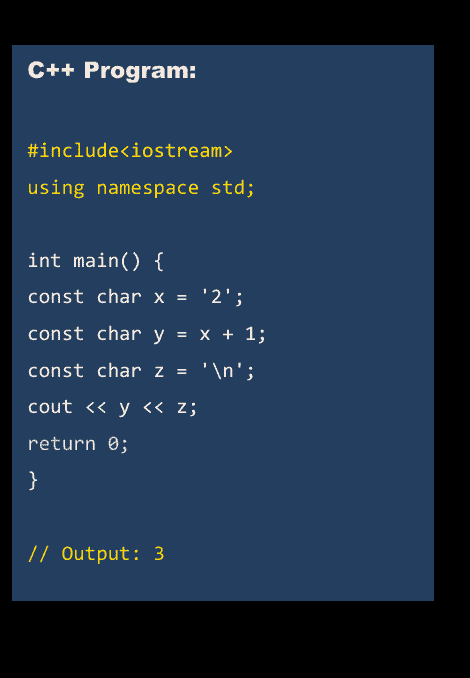 C++ Program:
#include<iostream>
using namespace std;
int main() {
const char x = '2';
const char y = x + 1;
const char z = '\n';
cout << y << z;
return 0;
}
// Output: 3